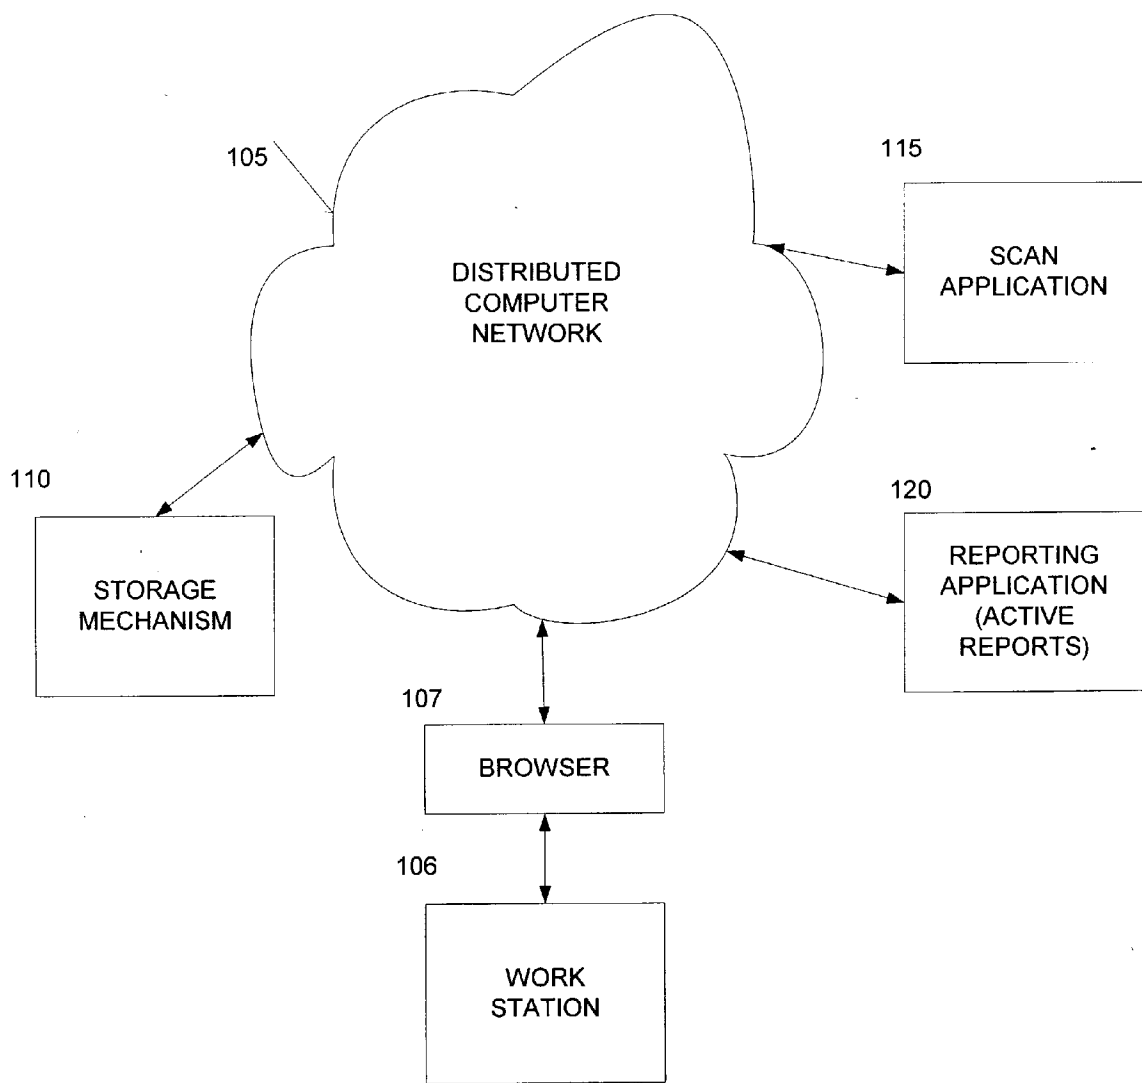 105
115
DISTRIBUTED
COMPUTER
NETWORK
SCAN
APPLICATION
110
STORAGE
MECHANISM
120
REPORTING
APPLICATION
(ACTIVE
REPORTS)
107
BROWSER
106
WORK
STATION